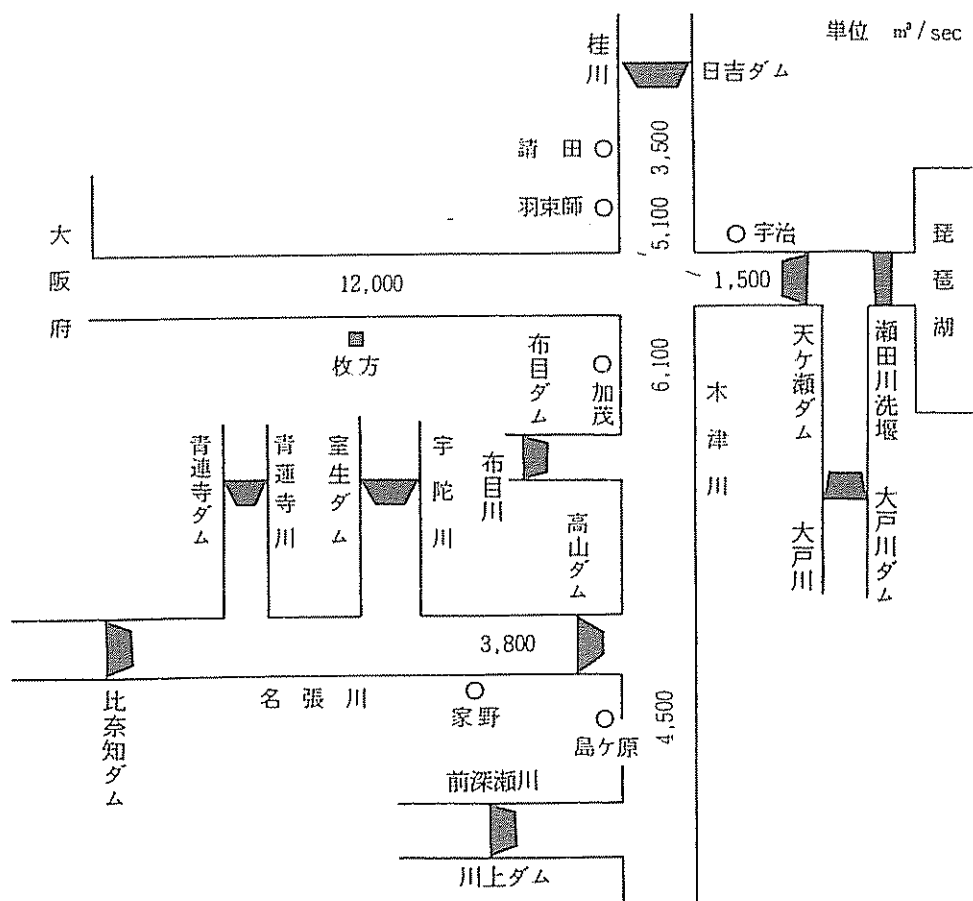 単位 m³/sec
桂川
日吉ダム
請田
3,500
羽束師
5,100
宇治
大阪府
12,000
1,500
琵琶湖
枚方
布目ダム
加茂
6,100
木津川
天ケ瀬ダム
瀬田川洗堰
青連寺ダム
青蓮寺川
室生ダム
宇陀川
布目川
高山ダム
大戸川
大戸川ダム
3,800
名張川
家野
島ケ原
4,500
比奈知ダム
前深瀬川
川上ダム